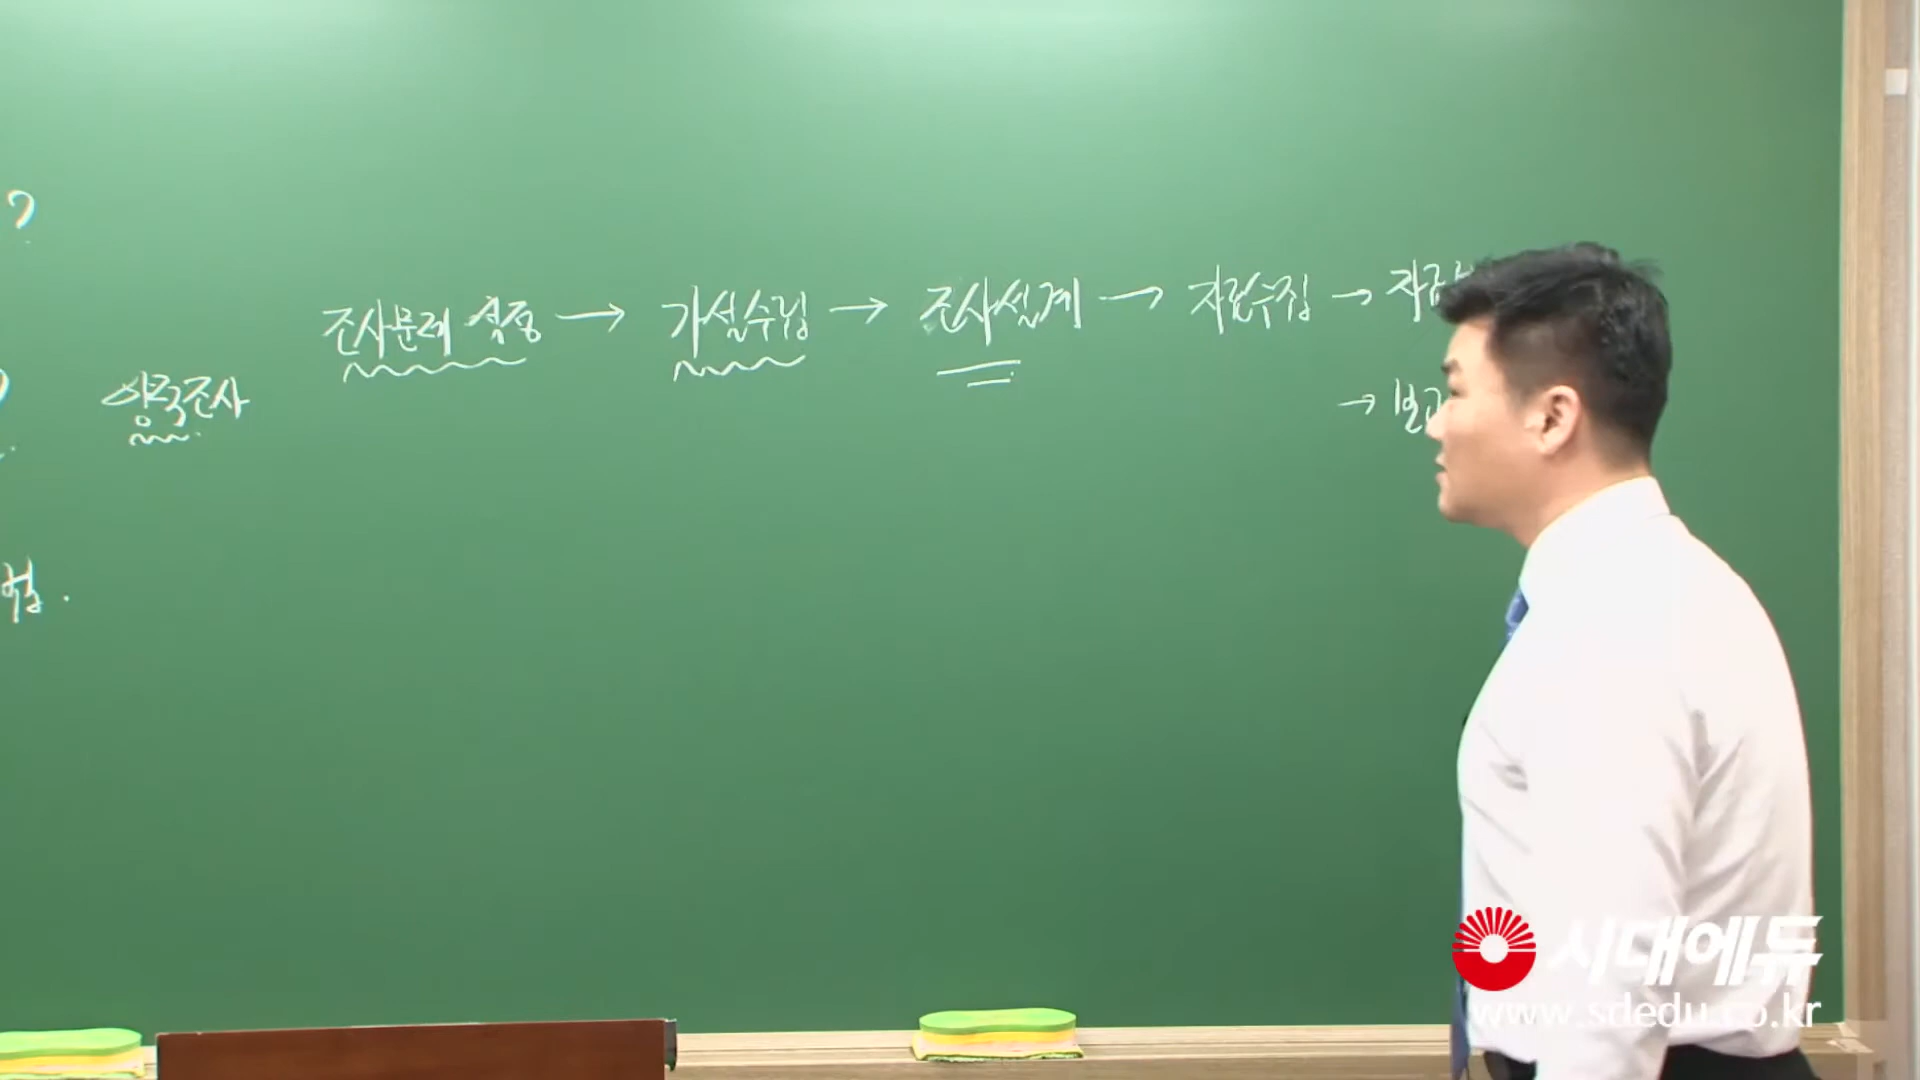 ?
조사문제 설정 → 가설수립 → 조사설계 → 자료수집 → 자료
양적조사
→ 보고
시대에듀
www.sdedu.co.kr